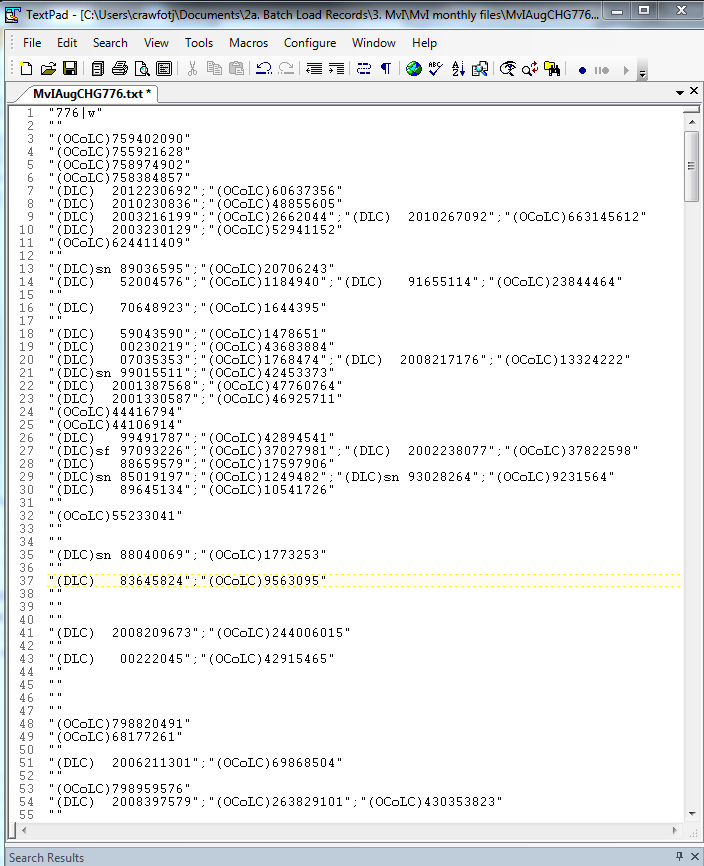 TextPad - [C:\Users\crawfotj\Documents\2a. Batch Load Records\3. MvI\MvI monthly files\MvIAugCHG776....
File Edit Search View Tools Macros Configure Window Help
MvIAugCHG776.txt *
1 "776|w"
2 ""
3 "(OCoLC)759402090"
4 "(OCoLC)755921628"
5 "(OCoLC)758974902"
6 "(OCoLC)758384857"
7 "(DLC)  2012230692";"(OCoLC)60637356"
8 "(DLC)  2010230836";"(OCoLC)48855605"
9 "(DLC)  2003216199";"(OCoLC)2662044";"(DLC)  2010267092";"(OCoLC)663145612"
10 "(DLC)  2003230129";"(OCoLC)52941152"
11 "(OCoLC)624411409"
12 ""
13 "(DLC)sn 89036595";"(OCoLC)20706243"
14 "(DLC)   52004576";"(OCoLC)1184940";"(DLC)   91655114";"(OCoLC)23844464"
15 ""
16 "(DLC)   70648923";"(OCoLC)1644395"
17 ""
18 "(DLC)   59043590";"(OCoLC)1478651"
19 "(DLC)   00230219";"(OCoLC)43683884"
20 "(DLC)   07035353";"(OCoLC)1768474";"(DLC)  2008217176";"(OCoLC)13324222"
21 "(DLC)sn 99015511";"(OCoLC)42453373"
22 "(DLC)  2001387568";"(OCoLC)47760764"
23 "(DLC)  2001330587";"(OCoLC)46925711"
24 "(OCoLC)44416794"
25 "(OCoLC)44106914"
26 "(DLC)   99491787";"(OCoLC)42894541"
27 "(DLC)sf 97093226";"(OCoLC)37027981";"(DLC)  2002238077";"(OCoLC)37822598"
28 "(DLC)   88659579";"(OCoLC)17597906"
29 "(DLC)sn 85019197";"(OCoLC)1249482";"(DLC)sn 93028264";"(OCoLC)9231564"
30 "(DLC)   89645134";"(OCoLC)10541726"
31 ""
32 "(OCoLC)55233041"
33 ""
34 ""
35 "(DLC)sn 88040069";"(OCoLC)1773253"
36 ""
37 "(DLC)   83645824";"(OCoLC)9563095"
38 ""
39 ""
40 ""
41 "(DLC)  2008209673";"(OCoLC)244006015"
42 ""
43 "(DLC)   00222045";"(OCoLC)42915465"
44 ""
45 ""
46 ""
47 ""
48 "(OCoLC)798820491"
49 "(OCoLC)68177261"
50 ""
51 "(DLC)  2006211301";"(OCoLC)69868504"
52 ""
53 "(OCoLC)798959576"
54 "(DLC)  2008397579";"(OCoLC)263829101";"(OCoLC)430353823"
55 ""
Search Results